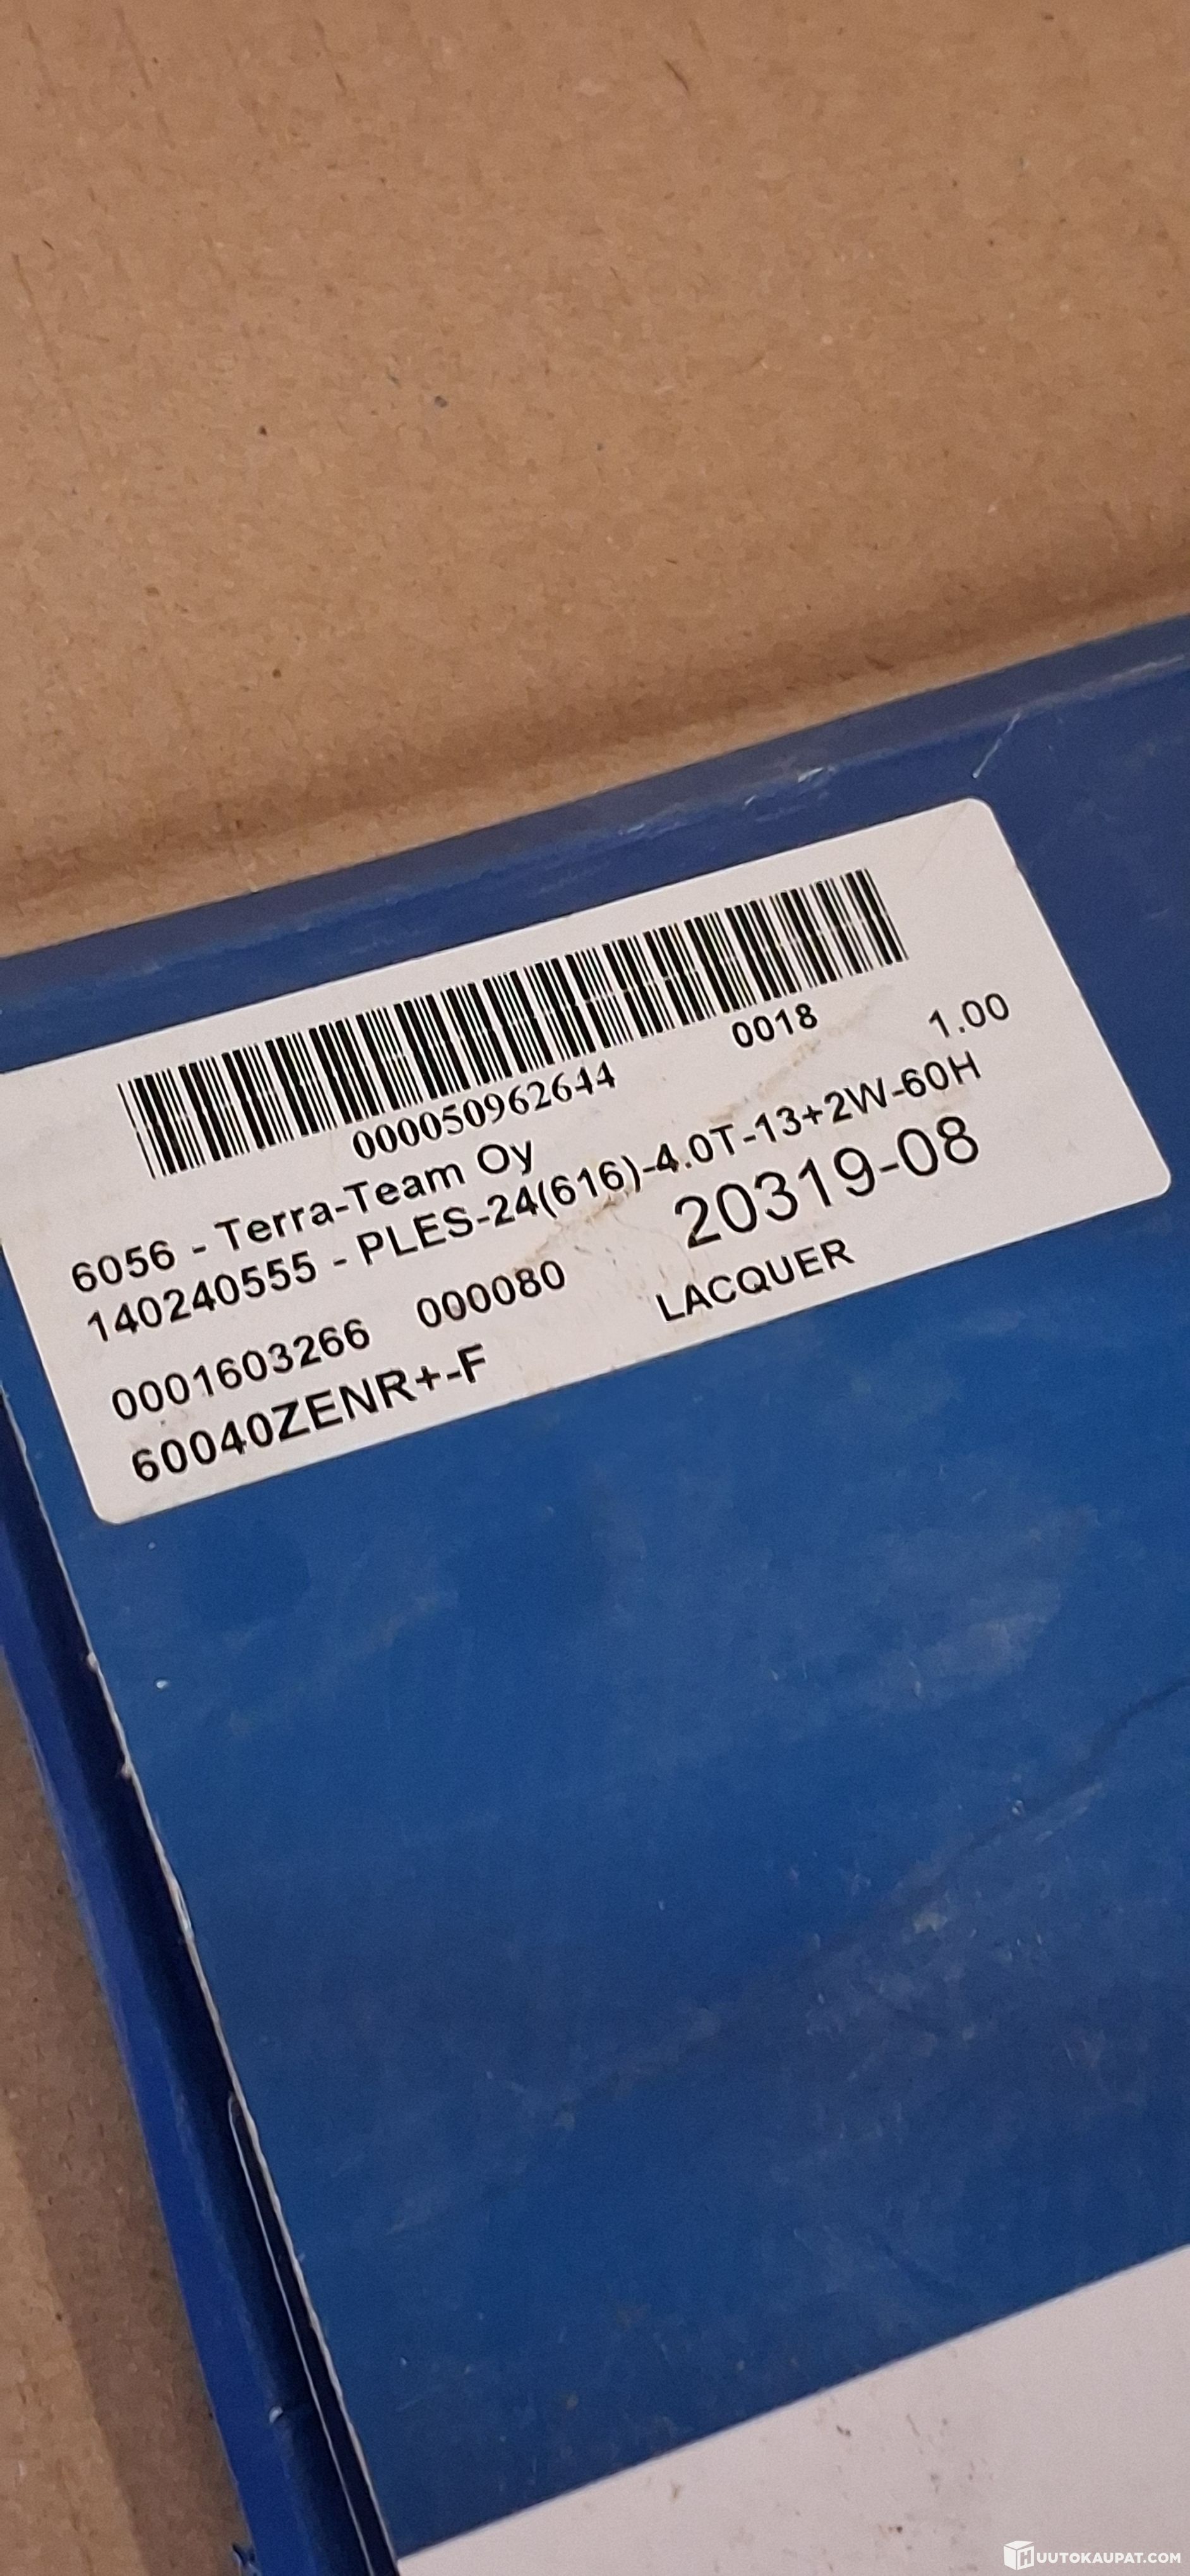 000050962644 0018
6056 - Terra-Team Oy 1.00
140240555 - PLES-24(616)-4.0T-13+2W-60H
0001603266 000080 20319-08
60040ZENR+-F LACQUER
HUUTOKAUPAT.COM